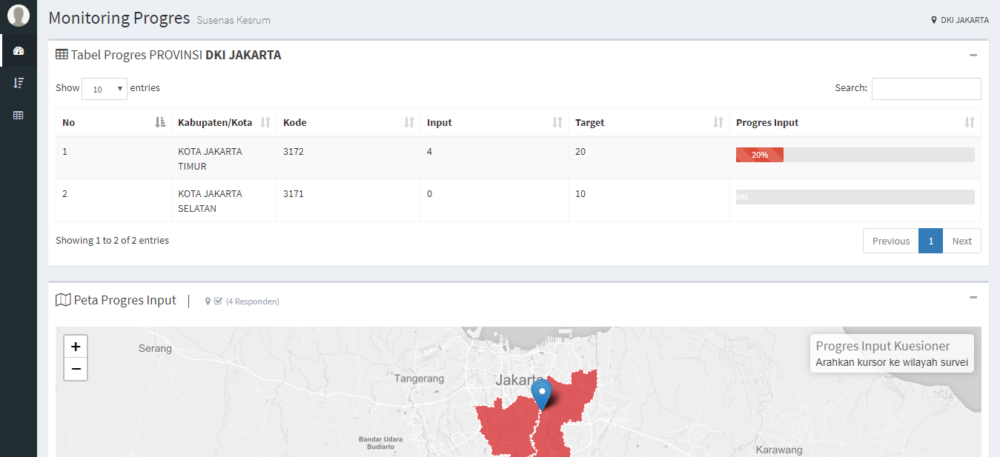 Monitoring Progres Susenas Kesrum
DKI JAKARTA
Tabel Progres PROVINSI DKI JAKARTA
Show 10 entries
Search:
No Kabupaten/Kota Kode Input Target Progres Input
1 KOTA JAKARTA TIMUR 3172 4 20 20%
2 KOTA JAKARTA SELATAN 3171 0 10 0%
Showing 1 to 2 of 2 entries
Previous 1 Next
Peta Progres Input (4 Responden)
+
−
Progres Input Kuesioner
Arahkan kursor ke wilayah survei
Serang
Tangerang
Jakarta
Bandar Udara
Budiarto
Karawang